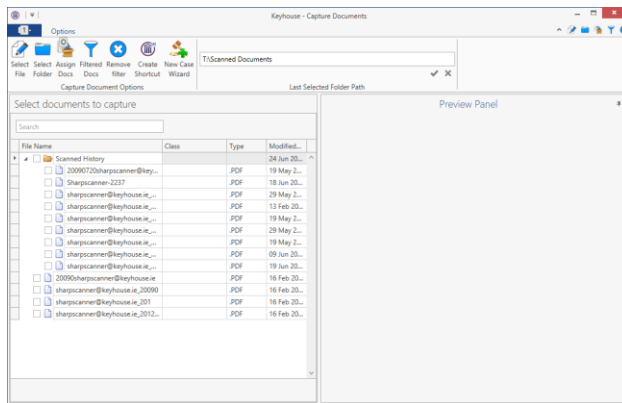 Keyhouse - Capture Documents
1
Options
Select File
Select Folder
Assign Docs
Filtered Docs
Remove filter
Create Shortcut
New Case Wizard
T:\Scanned Documents
Capture Document Options
Last Selected Folder Path
Select documents to capture
Preview Panel
Search
File Name Class Type Modified...
Scanned History 24 Jun 20...
20090720sharpscanner@key... .PDF 19 May 2...
Sharpscanner-2237 .PDF 18 Jun 20...
sharpscanner@keyhouse.ie_... .PDF 29 May 2...
sharpscanner@keyhouse.ie_... .PDF 13 Feb 20...
sharpscanner@keyhouse.ie_... .PDF 19 May 2...
sharpscanner@keyhouse.ie_... .PDF 29 May 2...
sharpscanner@keyhouse.ie_... .PDF 19 May 2...
sharpscanner@keyhouse.ie_... .PDF 09 Jun 20...
sharpscanner@keyhouse.ie_... .PDF 19 Jun 20...
20090sharpscanner@keyhouse.ie .PDF 16 Feb 20...
sharpscanner@keyhouse.ie_20090 .PDF 16 Feb 20...
sharpscanner@keyhouse.ie_201 .PDF 16 Feb 20...
sharpscanner@keyhouse.ie_2012... .PDF 16 Feb 20...